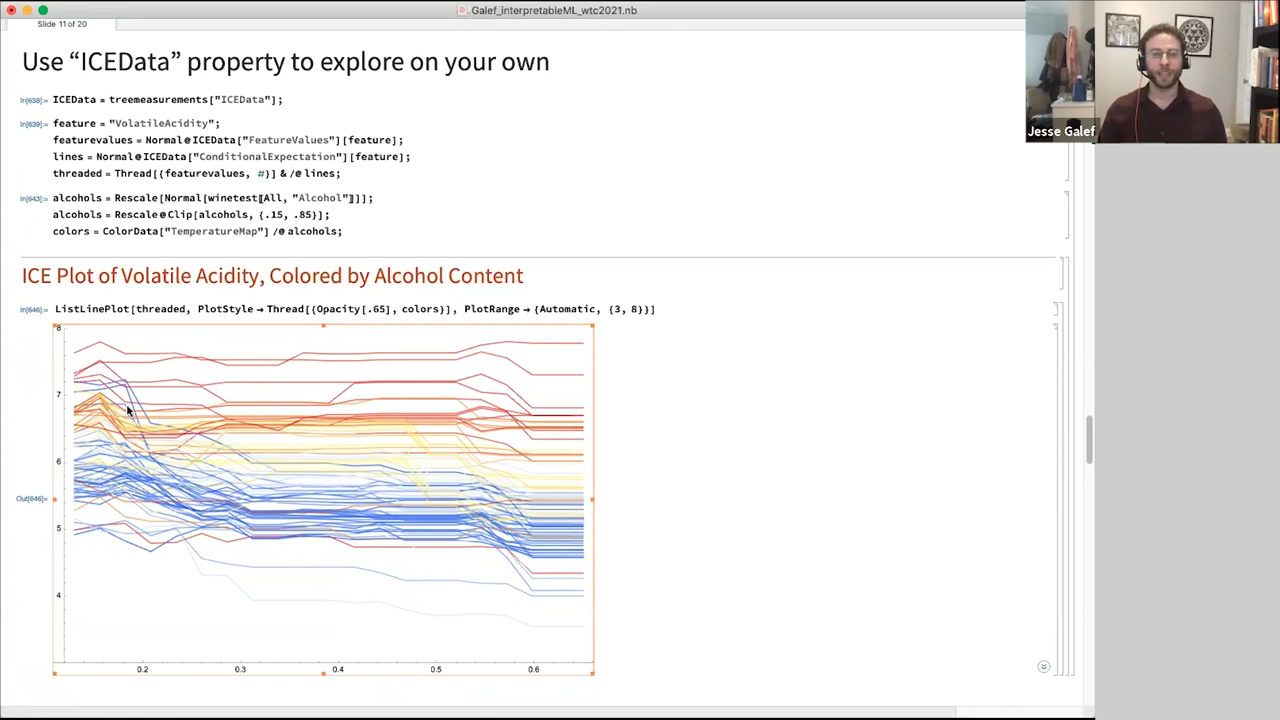 Galef_interpretableML_wtc2021.nb
Slide 11 of 20
Use “ICEData” property to explore on your own
In[638]:= ICEData = treemeasurements["ICEData"];
In[639]:= feature = "VolatileAcidity";
featurevalues = Normal@ICEData["FeatureValues"][feature];
lines = Normal@ICEData["ConditionalExpectation"][feature];
threaded = Thread[{featurevalues, #}] & /@ lines;
In[643]:= alcohols = Rescale[Normal[winetest〚All, "Alcohol"〛]];
alcohols = Rescale@Clip[alcohols, {.15, .85}];
colors = ColorData["TemperatureMap"] /@ alcohols;
ICE Plot of Volatile Acidity, Colored by Alcohol Content
In[646]:= ListLinePlot[threaded, PlotStyle → Thread[{Opacity[.65], colors}], PlotRange → {Automatic, {3, 8}}]
8
7
6
5
4
Out[646]=
0.2 0.3 0.4 0.5 0.6
Jesse Galef